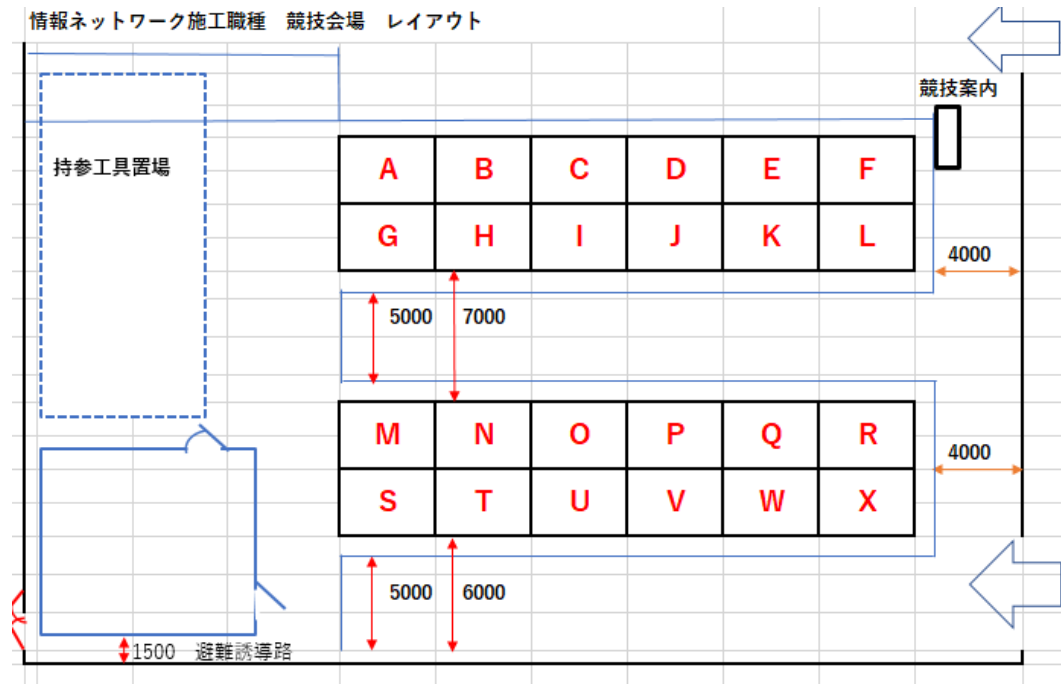 情報ネットワーク施工職種　競技会場　レイアウト
競技案内
持参工具置場
A B C D E F
G H I J K L
4000
5000 7000
M N O P Q R
4000
S T U V W X
5000 6000
1500　避難誘導路